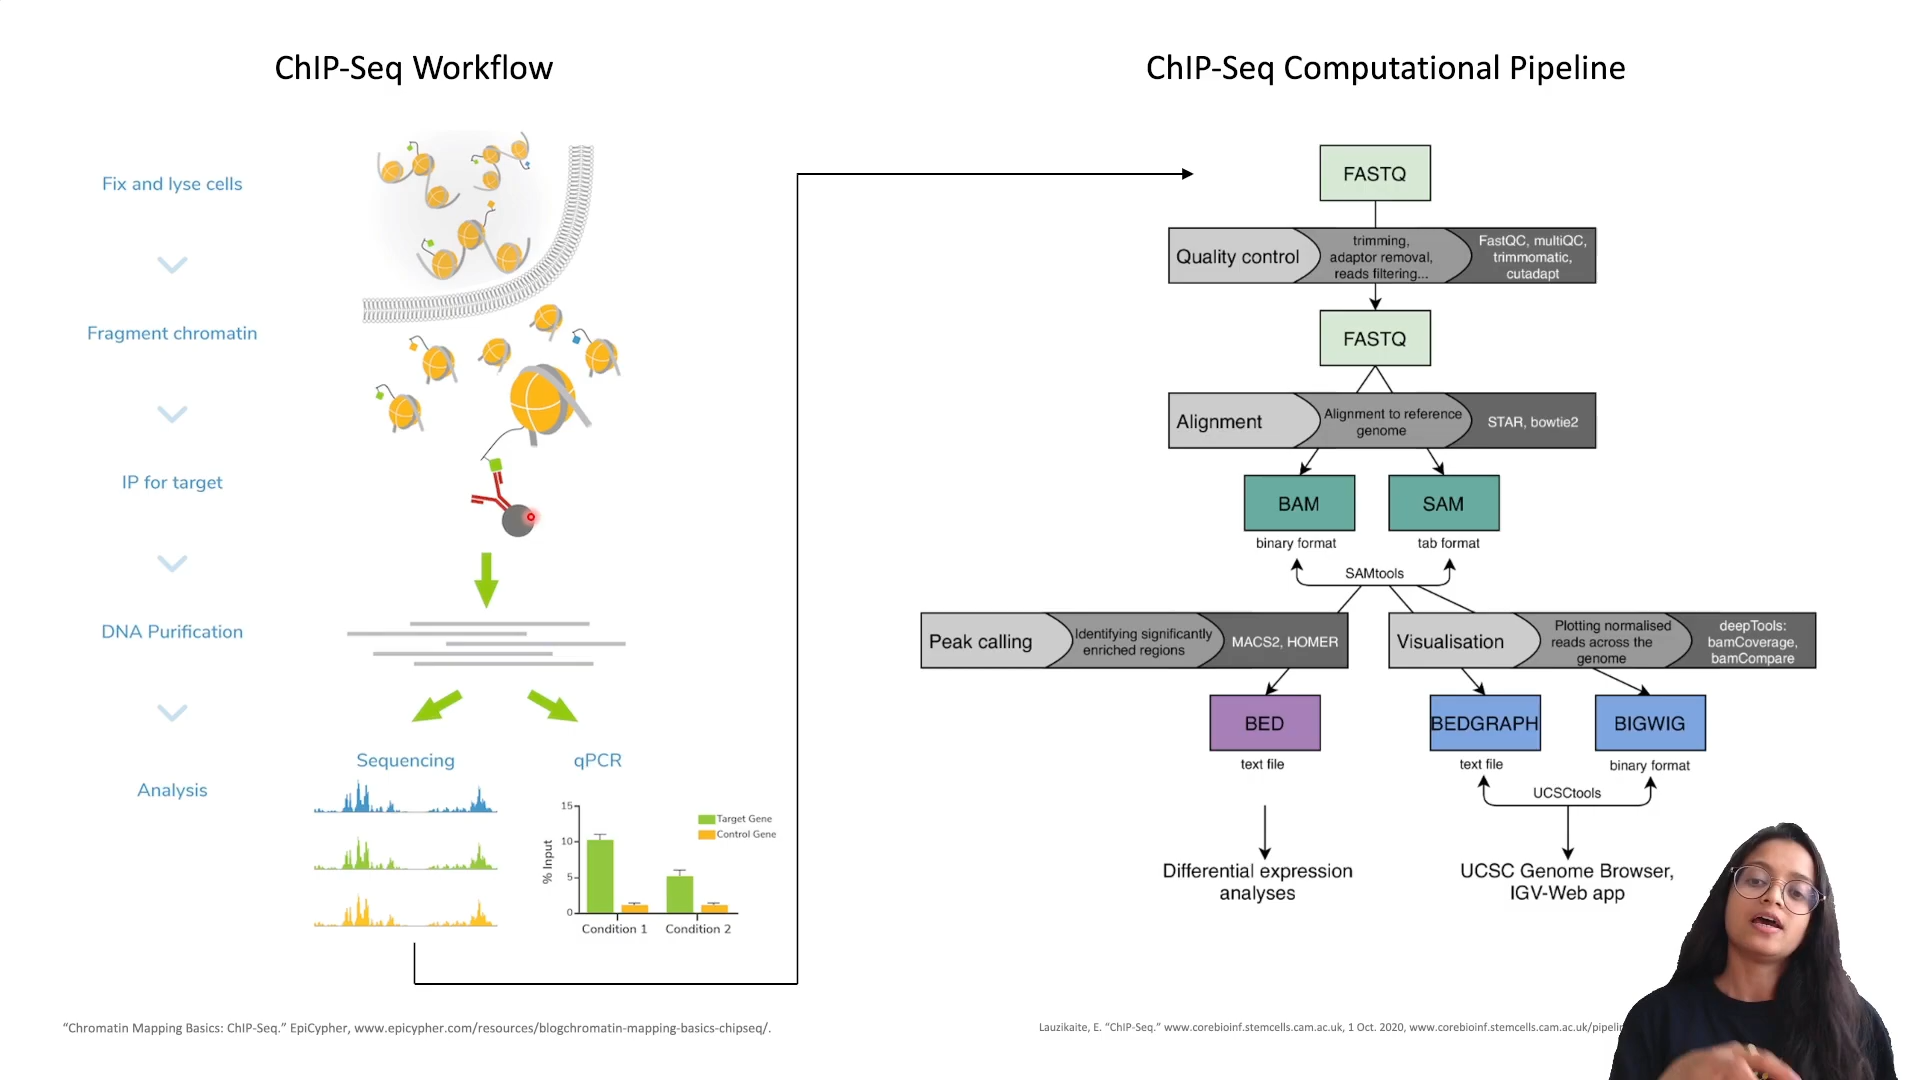 ChIP-Seq Workflow
Fix and lyse cells
Fragment chromatin
IP for target
DNA Purification
Analysis
Sequencing
qPCR
15
10
5
0
% Input
Target Gene
Control Gene
Condition 1
Condition 2
"Chromatin Mapping Basics: ChIP-Seq." EpiCypher, www.epicypher.com/resources/blogchromatin-mapping-basics-chipseq/.
ChIP-Seq Computational Pipeline
FASTQ
Quality control
trimming,
adaptor removal,
reads filtering...
FastQC, multiQC,
trimmomatic,
cutadapt
FASTQ
Alignment
Alignment to reference
genome
STAR, bowtie2
BAM
SAM
binary format
tab format
SAMtools
Peak calling
Identifying significantly
enriched regions
MACS2, HOMER
Visualisation
Plotting normalised
reads across the
genome
deepTools:
bamCoverage,
bamCompare
BED
BEDGRAPH
BIGWIG
text file
text file
binary format
UCSCtools
Differential expression
analyses
UCSC Genome Browser,
IGV-Web app
Lauzikaite, E. "ChIP-Seq." www.corebioinf.stemcells.cam.ac.uk, 1 Oct. 2020, www.corebioinf.stemcells.cam.ac.uk/pipelin